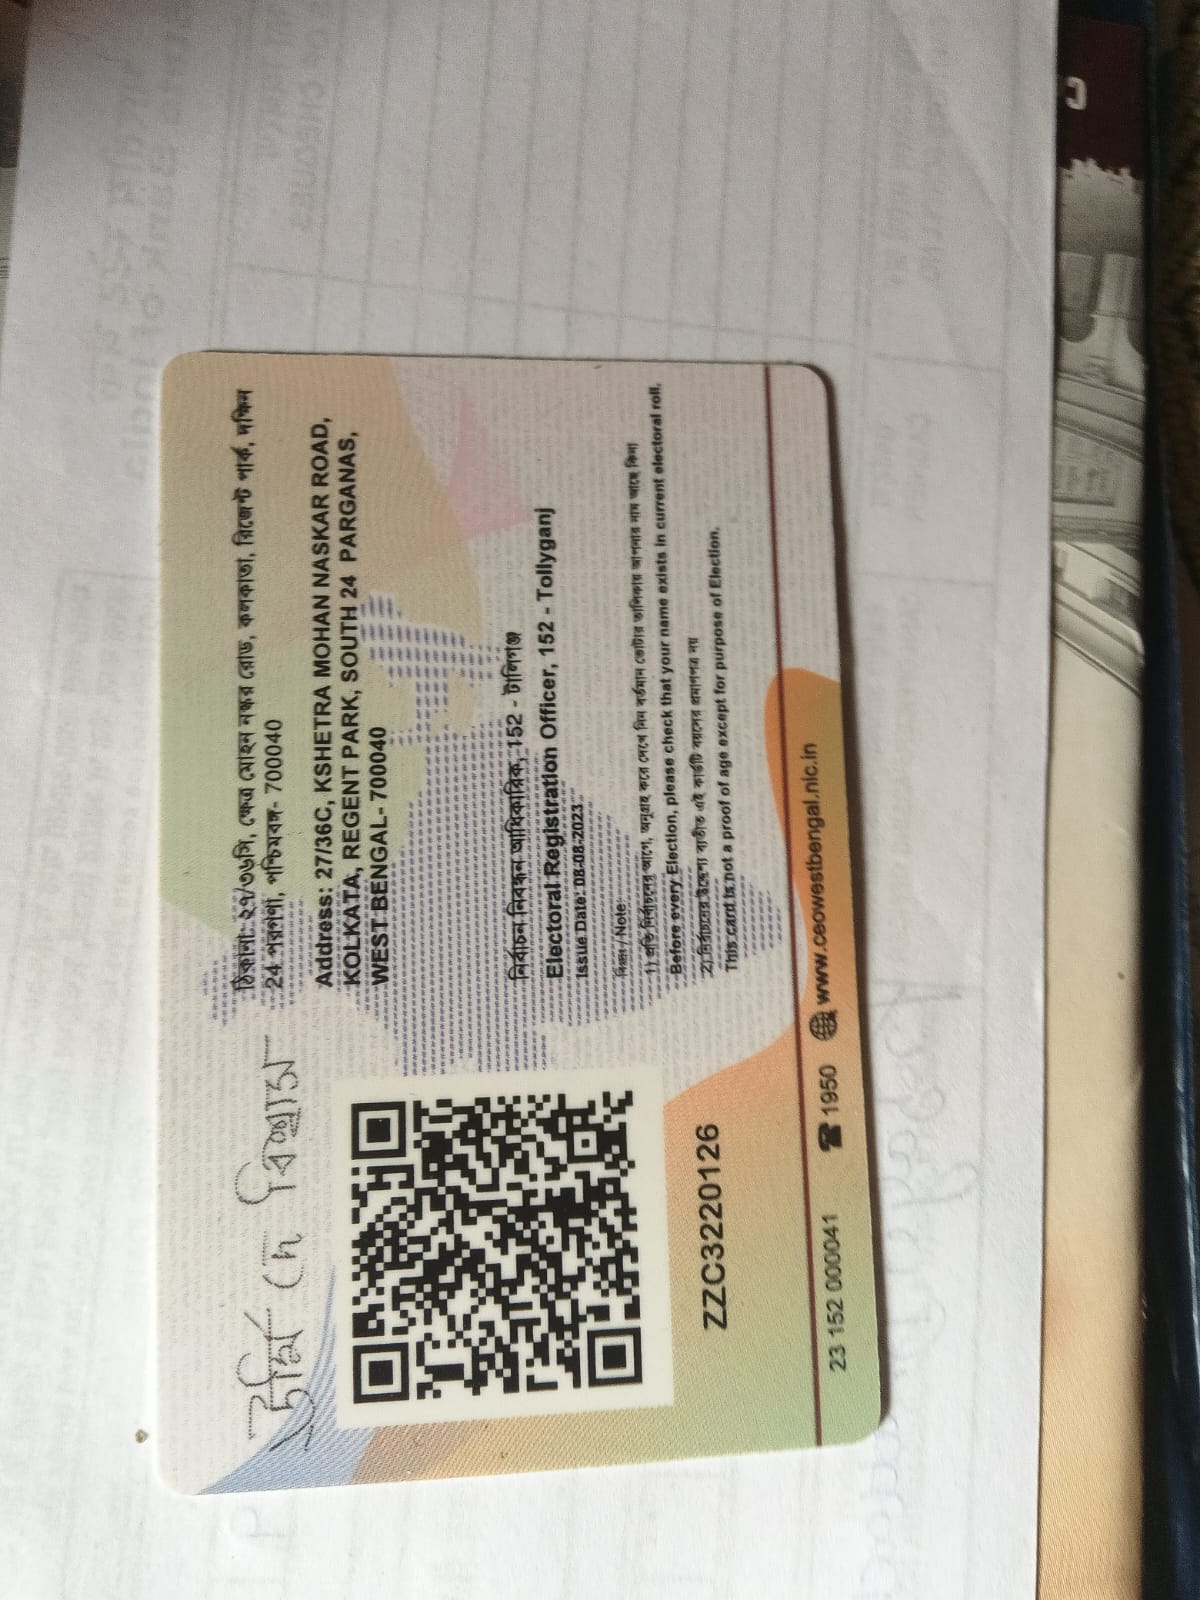 ঠিকানা: ২৭/৩৬সি, ক্ষেত্র মোহন নস্কর রোড, কলকাতা, রিজেন্ট পার্ক, দক্ষিন
24 পরগণা, পশ্চিমবঙ্গ- 700040
Address: 27/36C, KSHETRA MOHAN NASKAR ROAD,
KOLKATA, REGENT PARK, SOUTH 24 PARGANAS,
WEST BENGAL- 700040
নির্বাচন নিবন্ধন আধিকারিক, 152 - টালিগঞ্জ
Electoral Registration Officer, 152 - Tollyganj
Issue Date: 08-08-2023
বিঃদ্রঃ / Note:
1) প্রতি নির্বাচনের আগে, অনুগ্রহ করে দেখে নিন বর্তমান ভোটার তালিকায় আপনার নাম আছে কিনা
Before every Election, please check that your name exists in current electoral roll.
2) নির্বাচনের উদ্দেশ্য ব্যতীত এই কার্ডটি বয়সের প্রমাণপত্র নয়
This card is not a proof of age except for purpose of Election.
উর্মি দে বিশ্বাস
ZZC3220126
23 152 000041 1950 www.ceowestbengal.nic.in